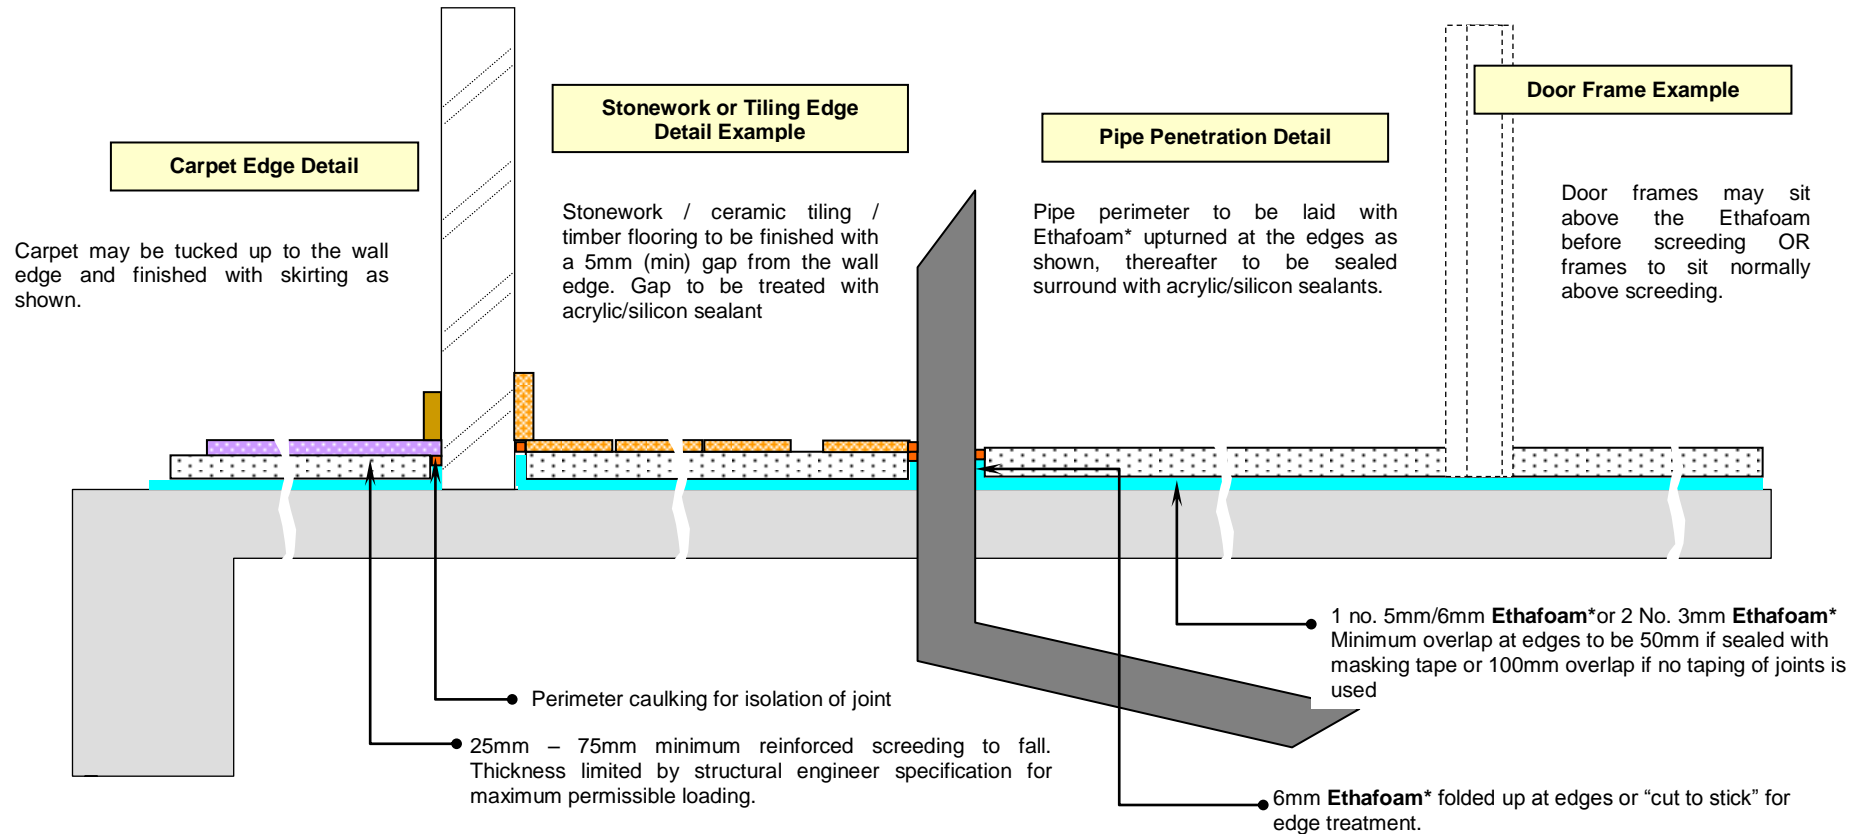 Carpet Edge Detail
Carpet may be tucked up to the wall
edge and finished with skirting as
shown.
Stonework or Tiling Edge
Detail Example
Stonework / ceramic tiling /
timber flooring to be finished with
a 5mm (min) gap from the wall
edge. Gap to be treated with
acrylic/silicon sealant
Pipe Penetration Detail
Pipe perimeter to be laid with
Ethafoam* upturned at the edges as
shown, thereafter to be sealed
surround with acrylic/silicon sealants.
Door Frame Example
Door frames may sit
above the Ethafoam
before screeding OR
frames to sit normally
above screeding.
1 no. 5mm/6mm Ethafoam*or 2 No. 3mm Ethafoam*
Minimum overlap at edges to be 50mm if sealed with
masking tape or 100mm overlap if no taping of joints is
used
Perimeter caulking for isolation of joint
25mm – 75mm minimum reinforced screeding to fall.
Thickness limited by structural engineer specification for
maximum permissible loading.
6mm Ethafoam* folded up at edges or “cut to stick” for
edge treatment.